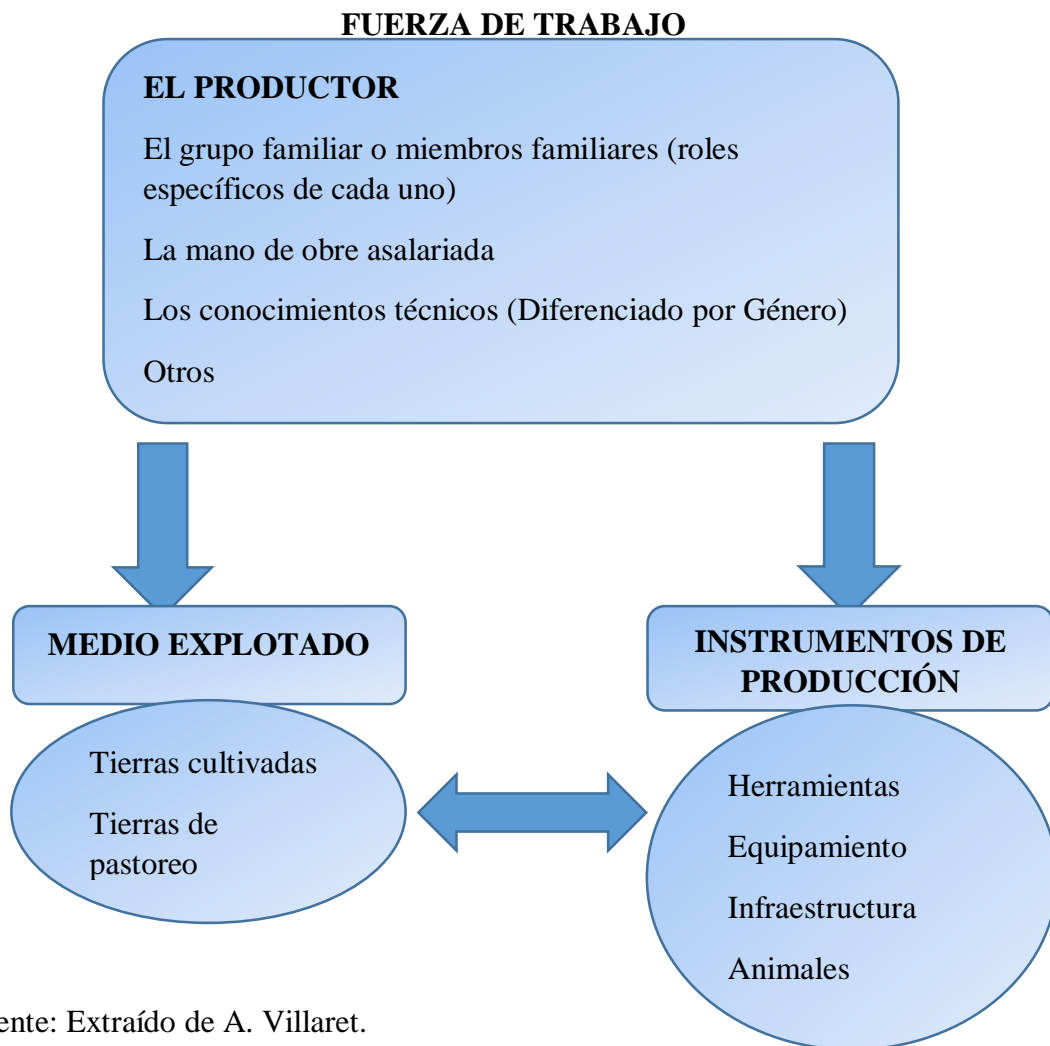 FUERZA DE TRABAJO
EL PRODUCTOR
El grupo familiar o miembros familiares (roles
específicos de cada uno)
La mano de obre asalariada
Los conocimientos técnicos (Diferenciado por Género)
Otros
MEDIO EXPLOTADO
INSTRUMENTOS DE
PRODUCCIÓN
Tierras cultivadas
Tierras de
pastoreo
Herramientas
Equipamiento
Infraestructura
Animales
ente: Extraído de A. Villaret.